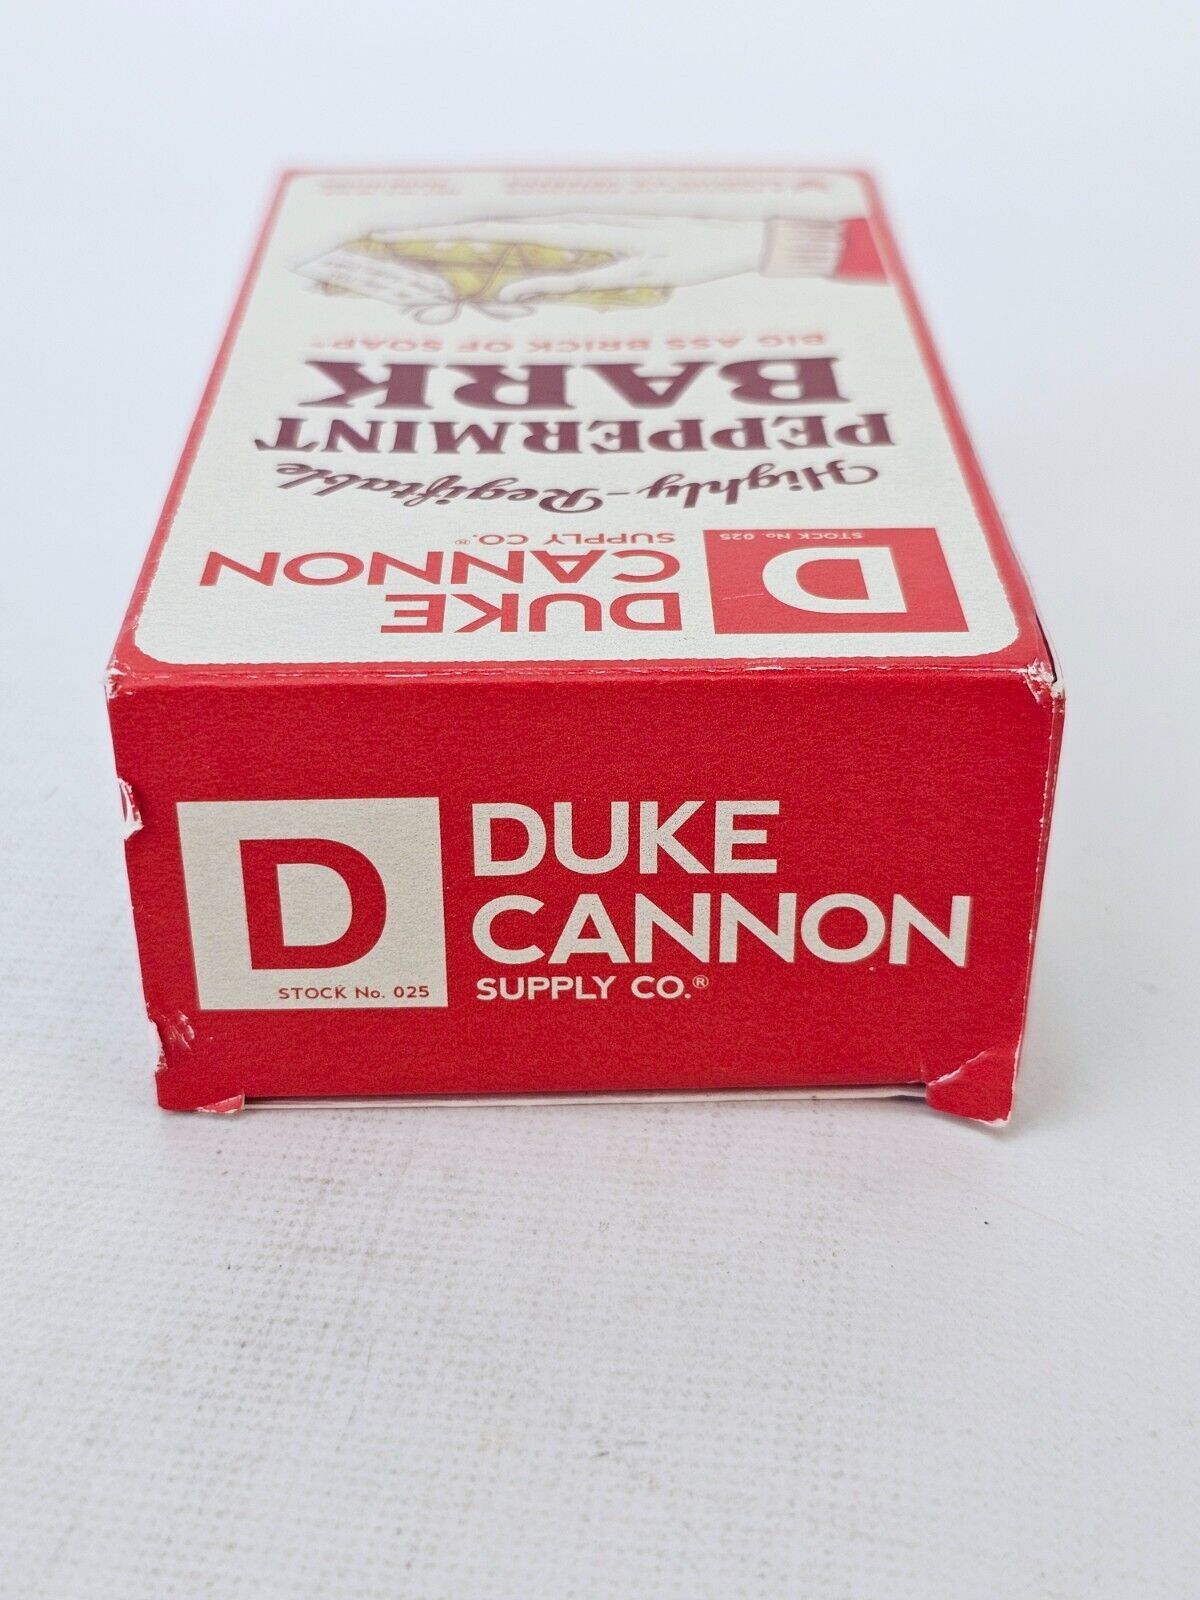 DUKE
CANNON
SUPPLY CO.®
D
STOCK No. 025
Highly-Regiftable
PEPPERMINT
BARK
BIG ASS BRICK OF SOAP®
D
STOCK No. 025
DUKE
CANNON
SUPPLY CO.®